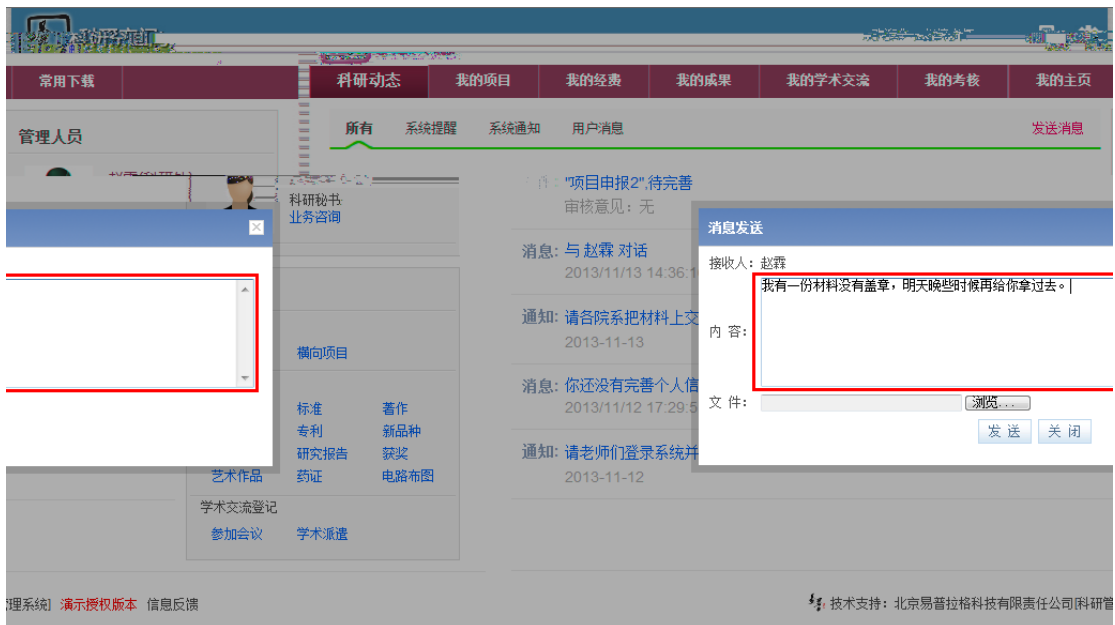 常用下载
科研动态 我的项目 我的经费 我的成果 我的学术交流 我的考核 我的主页
管理人员
所有 系统提醒 系统通知 用户消息 发送消息
科研秘书
业务咨询
"项目申报2",待完善
审核意见：无
消息: 与 赵霖 对话
2013/11/13 14:36:1
通知: 请各院系把材料上交
2013-11-13
消息: 你还没有完善个人信
2013/11/12 17:29:5
通知: 请老师们登录系统并
2013-11-12
消息发送
接收人： 赵霖
我有一份材料没有盖章，明天晚些时候再给你拿过去。
内 容：
文 件： 浏览...
发 送 关 闭
横向项目
标准 著作
专利 新品种
研究报告 获奖
艺术作品 药证 电路布图
学术交流登记
参加会议 学术派遣
理系统] 演示授权版本 信息反馈
技术支持：北京易普拉格科技有限责任公司[科研管